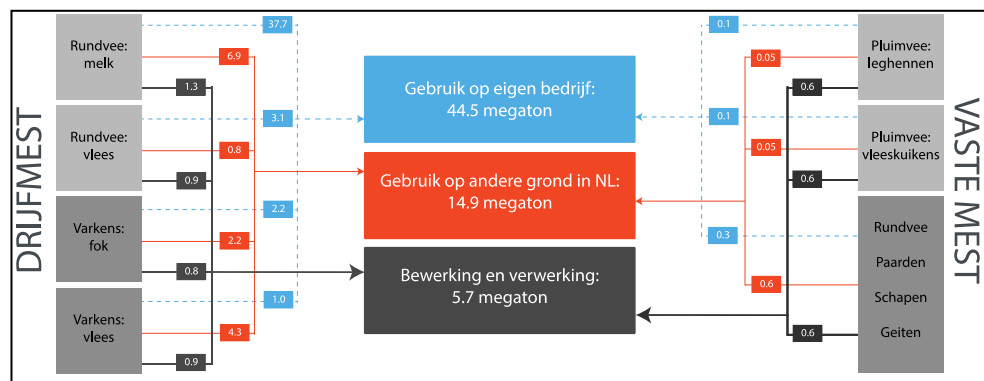 DRIJFMEST
Rundvee:
melk
37.7
6.9
1.3
Rundvee:
vlees
3.1
0.8
0.9
Varkens:
fok
2.2
2.2
0.8
Varkens:
vlees
1.0
4.3
0.9
Gebruik op eigen bedrijf:
44.5 megaton
Gebruik op andere grond in NL:
14.9 megaton
Bewerking en verwerking:
5.7 megaton
0.1
0.05
0.6
Pluimvee:
leghennen
0.1
0.05
0.6
Pluimvee:
vleeskuikens
0.3
0.6
0.6
Rundvee
Paarden
Schapen
Geiten
VASTE MEST